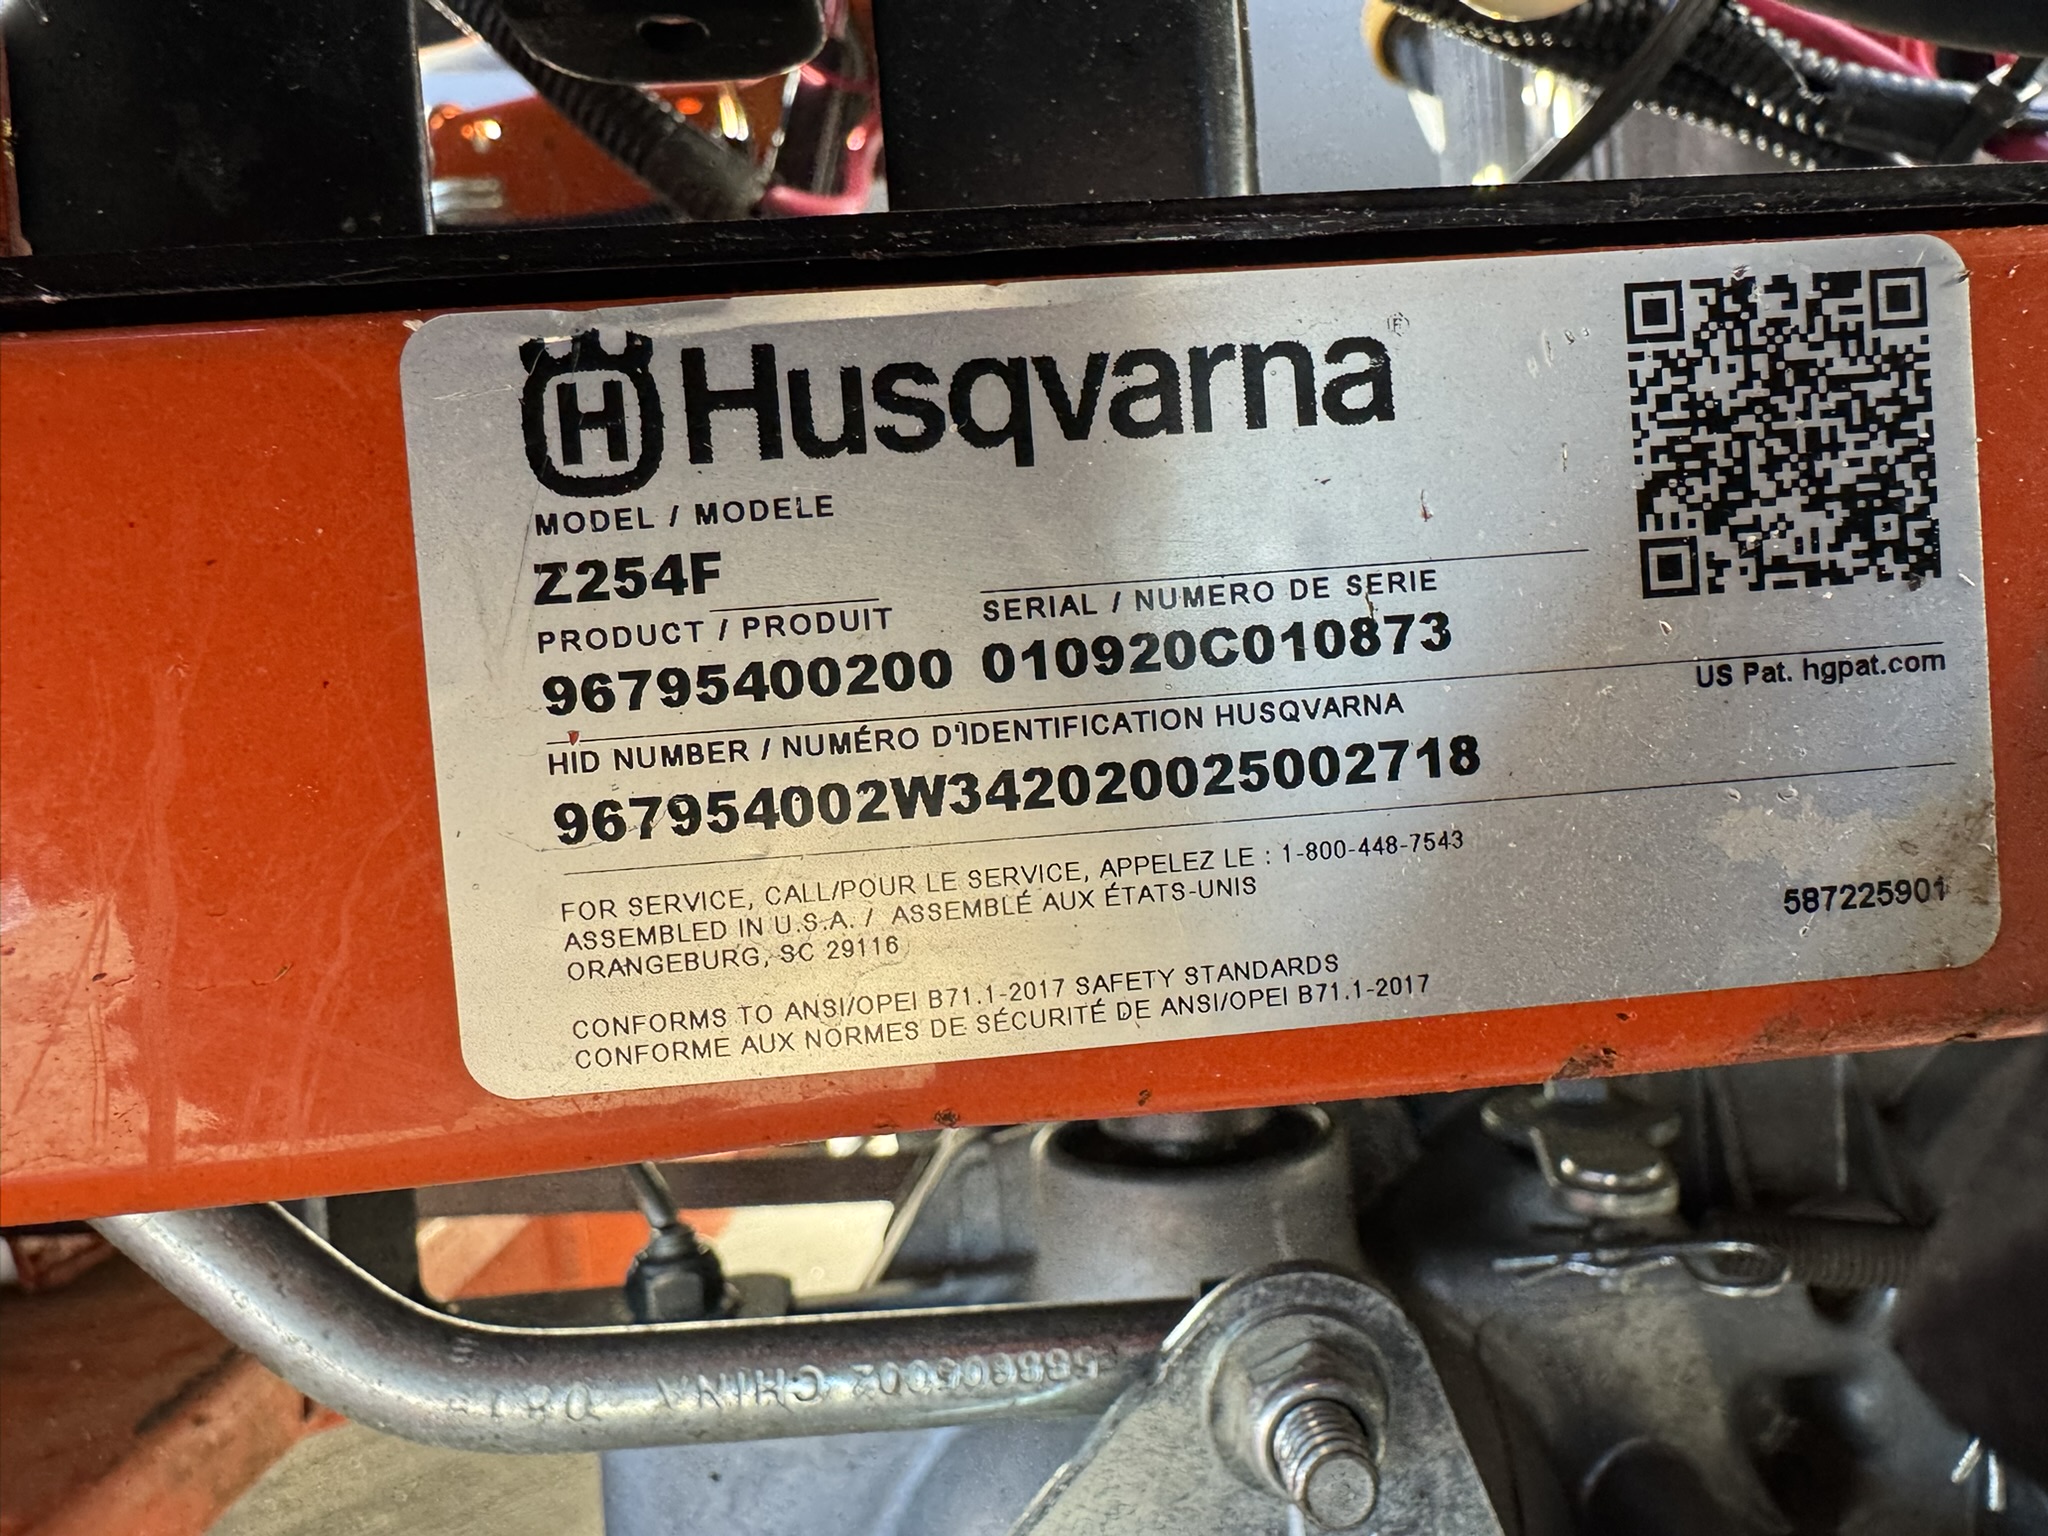 H Husqvarna ®
MODEL / MODELE
Z254F
PRODUCT / PRODUIT
96795400200
SERIAL / NUMERO DE SERIE
010920C010873
US Pat. hgpat.com
HID NUMBER / NUMÉRO D'IDENTIFICATION HUSQVARNA
967954002W342020025002718
FOR SERVICE, CALL/POUR LE SERVICE, APPELEZ LE : 1-800-448-7543
ASSEMBLED IN U.S.A. / ASSEMBLÉ AUX ÉTATS-UNIS
ORANGEBURG, SC 29116
587225901
CONFORMS TO ANSI/OPEI B71.1-2017 SAFETY STANDARDS
CONFORME AUX NORMES DE SÉCURITÉ DE ANSI/OPEI B71.1-2017
CHINA